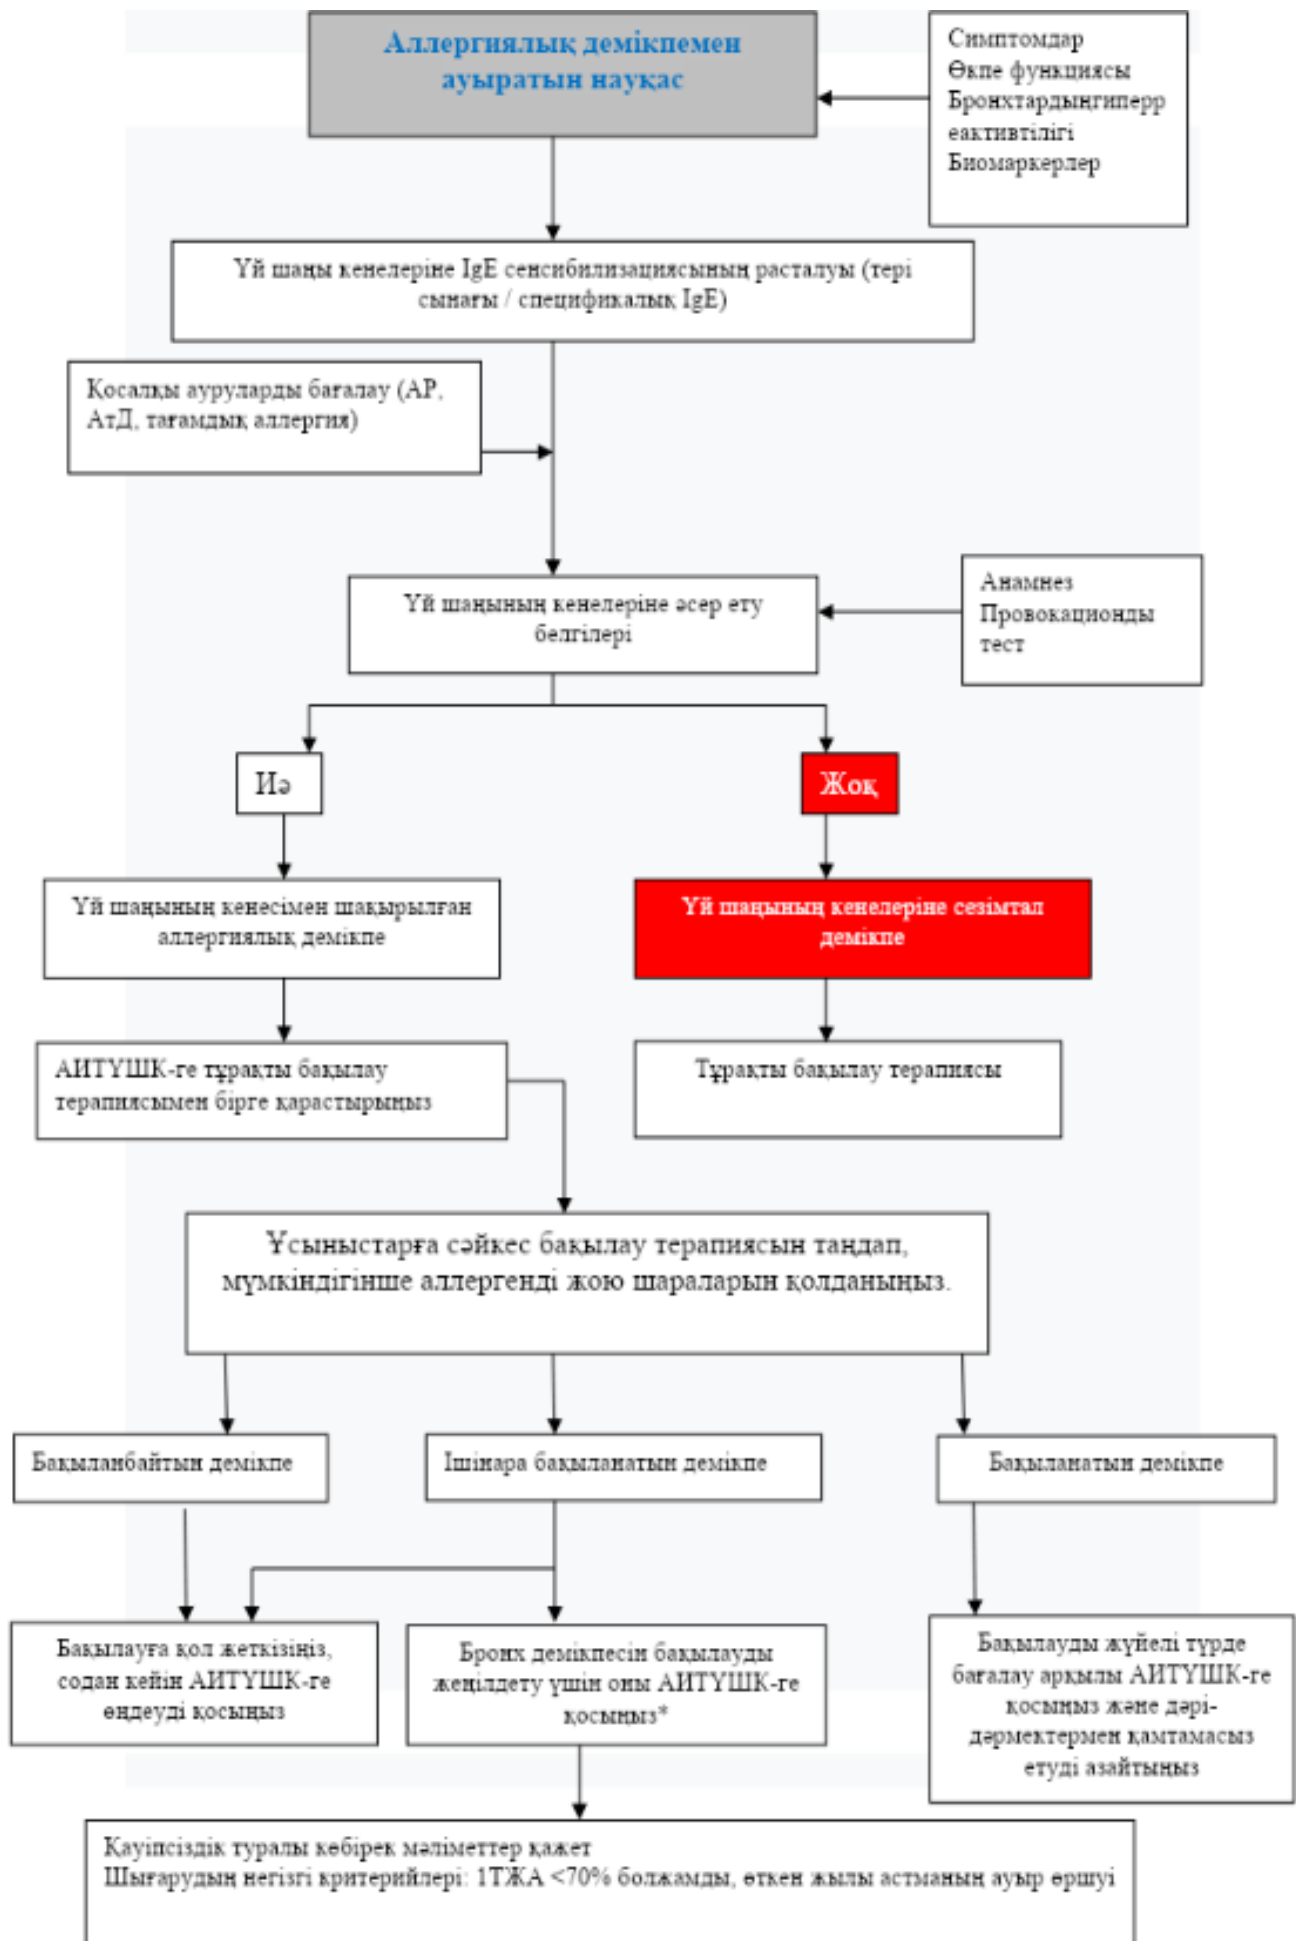 Аллергиялық демікпемен
ауыратын науқас
Симптомдар
Өкпе функциясы
Бронхтардыңгиперр
еактивтілігі
Биомаркерлер
Үй шаңы кенелеріне IgE сенсибилизациясының расталуы (тері
сынағы / спецификалық IgE)
Қосалқы ауруларды бағалау (АР,
АтД, тағамдық аллергия)
Үй шаңының кенелеріне әсер ету
белгілері
Анамнез
Провокационды
тест
Иә
Жоқ
Үй шаңының кенесімен шақырылған
аллергиялық демікпе
Үй шаңының кенелеріне сезімтал
демікпе
АИТҮШК-ге тұрақты бақылау
терапиясымен бірге қарастырыңыз
Тұрақты бақылау терапиясы
Ұсыныстарға сәйкес бақылау терапиясын таңдап,
мүмкіндігінше аллергенді жою шараларын қолданыңыз.
Бақыланбайтын демікпе
Ішінара бақыланатын демікпе
Бақыланатын демікпе
Бақылауға қол жеткізіңіз,
содан кейін АИТҮШК-ге
өңдеуді қосыңыз
Бронх демікпесін бақылауды
жеңілдету үшін оны АИТҮШК-ге
қосыңыз*
Бақылауды жүйелі түрде
бағалау арқылы АИТҮШК-ге
қосыңыз және дәрі-
дәрмектермен қамтамасыз
етуді азайтыңыз
Қауіпсіздік туралы көбірек мәліметтер қажет
Шығарудың негізгі критерийлері: 1ТЖА <70% болжамды, өткен жылы астманың ауыр өршуі